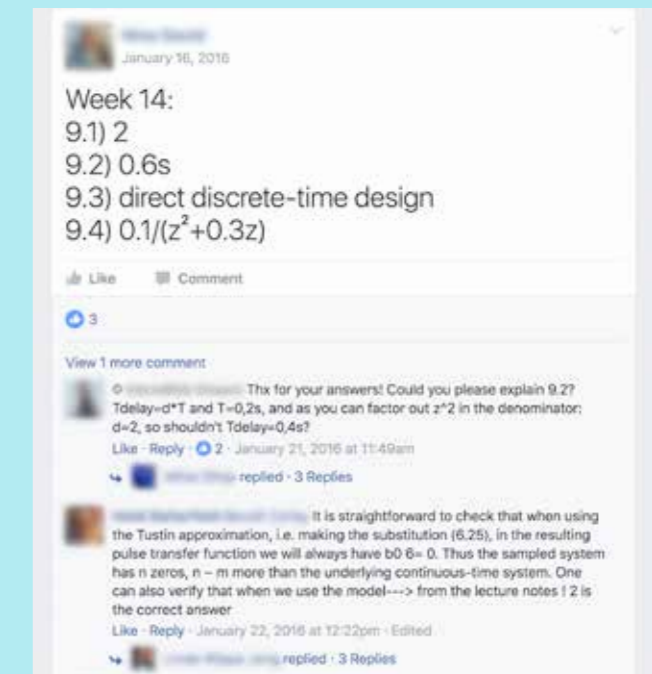 January 16, 2016
Week 14:
9.1) 2
9.2) 0.6s
9.3) direct discrete-time design
9.4) 0.1/(z²+0.3z)
Like Comment
3
View 1 more comment
Thx for your answers! Could you please explain 9.2?
Tdelay=d*T and T=0,2s, and as you can factor out z^2 in the denominator:
d=2, so shouldn't Tdelay=0,4s?
Like · Reply · 2 · January 21, 2016 at 11:49am
replied · 3 Replies
It is straightforward to check that when using
the Tustin approximation, i.e. making the substitution (6,25), in the resulting
pulse transfer function we will always have b0 6= 0. Thus the sampled system
has n zeros, n – m more than the underlying continuous-time system. One
can also verify that when we use the model---> from the lecture notes ! 2 is
the correct answer
Like · Reply · January 22, 2016 at 12:22pm · Edited
replied · 3 Replies